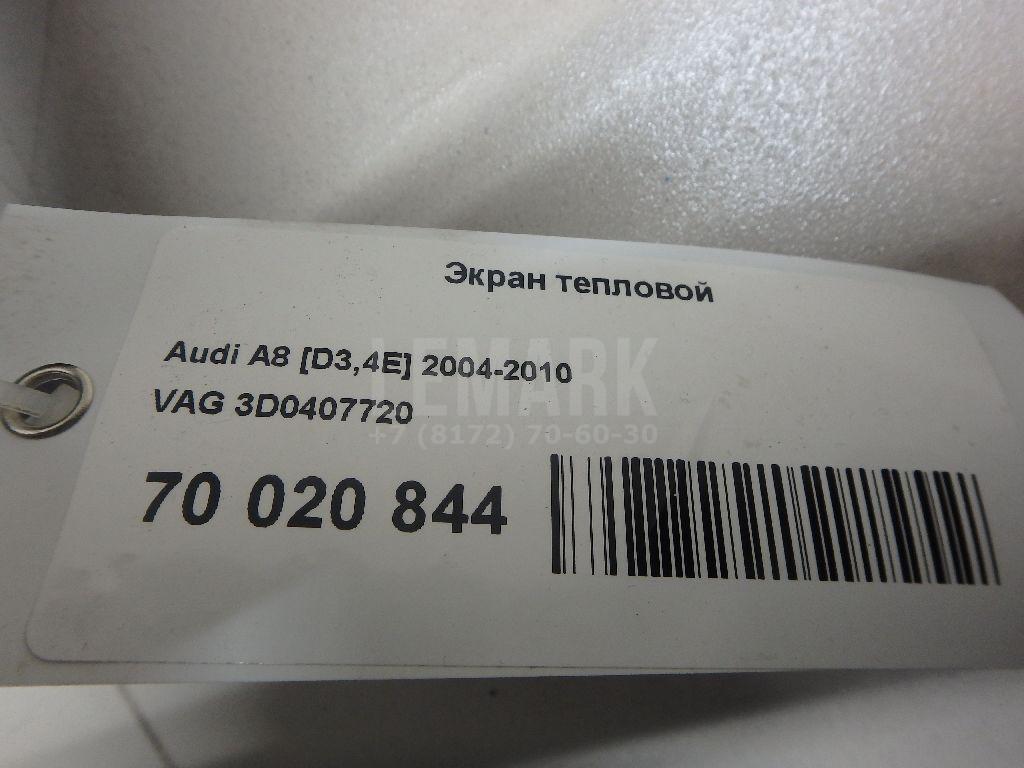 Экран тепловой
Audi A8 [D3,4E] 2004-2010
VAG 3D0407720
LEMARK
+7 (8172) 70-60-30
70 020 844